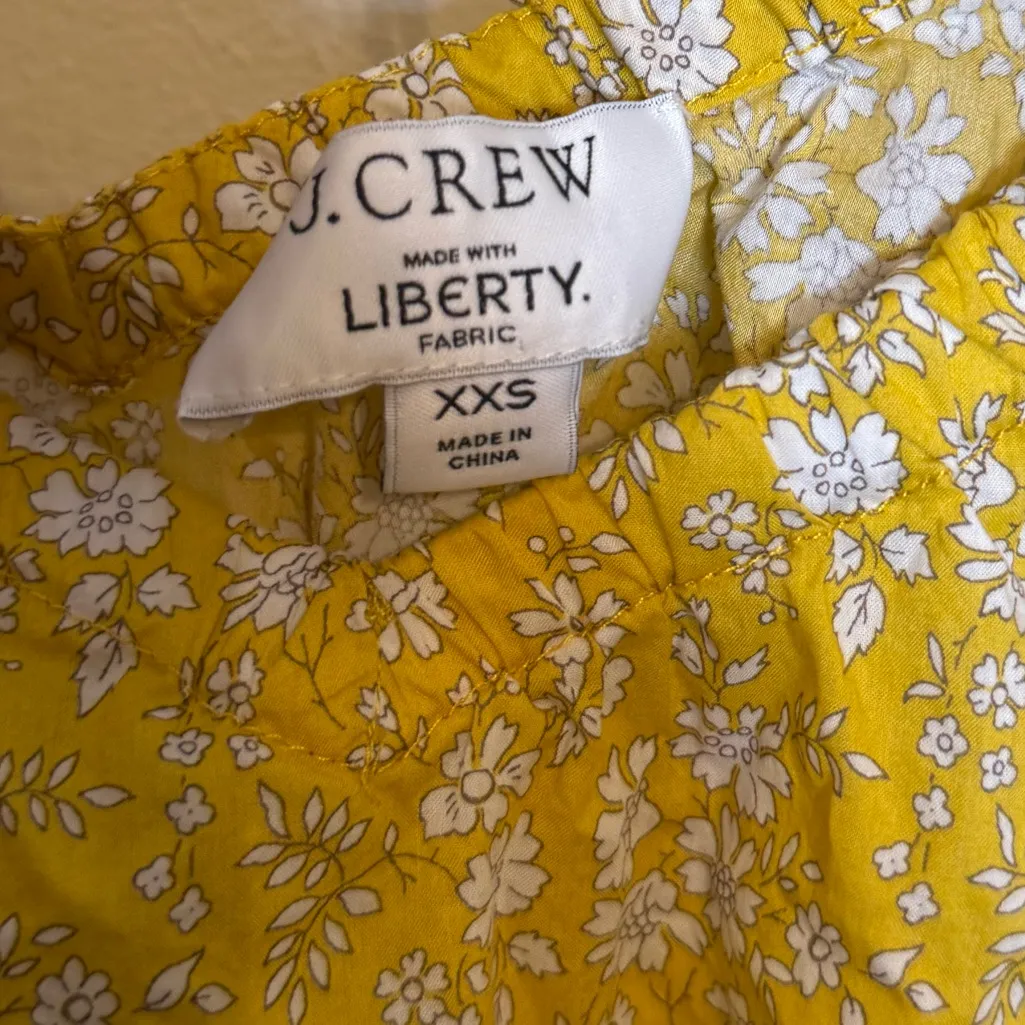 J.CREW
MADE WITH
LIBERTY.
FABRIC
XXS
MADE IN
CHINA